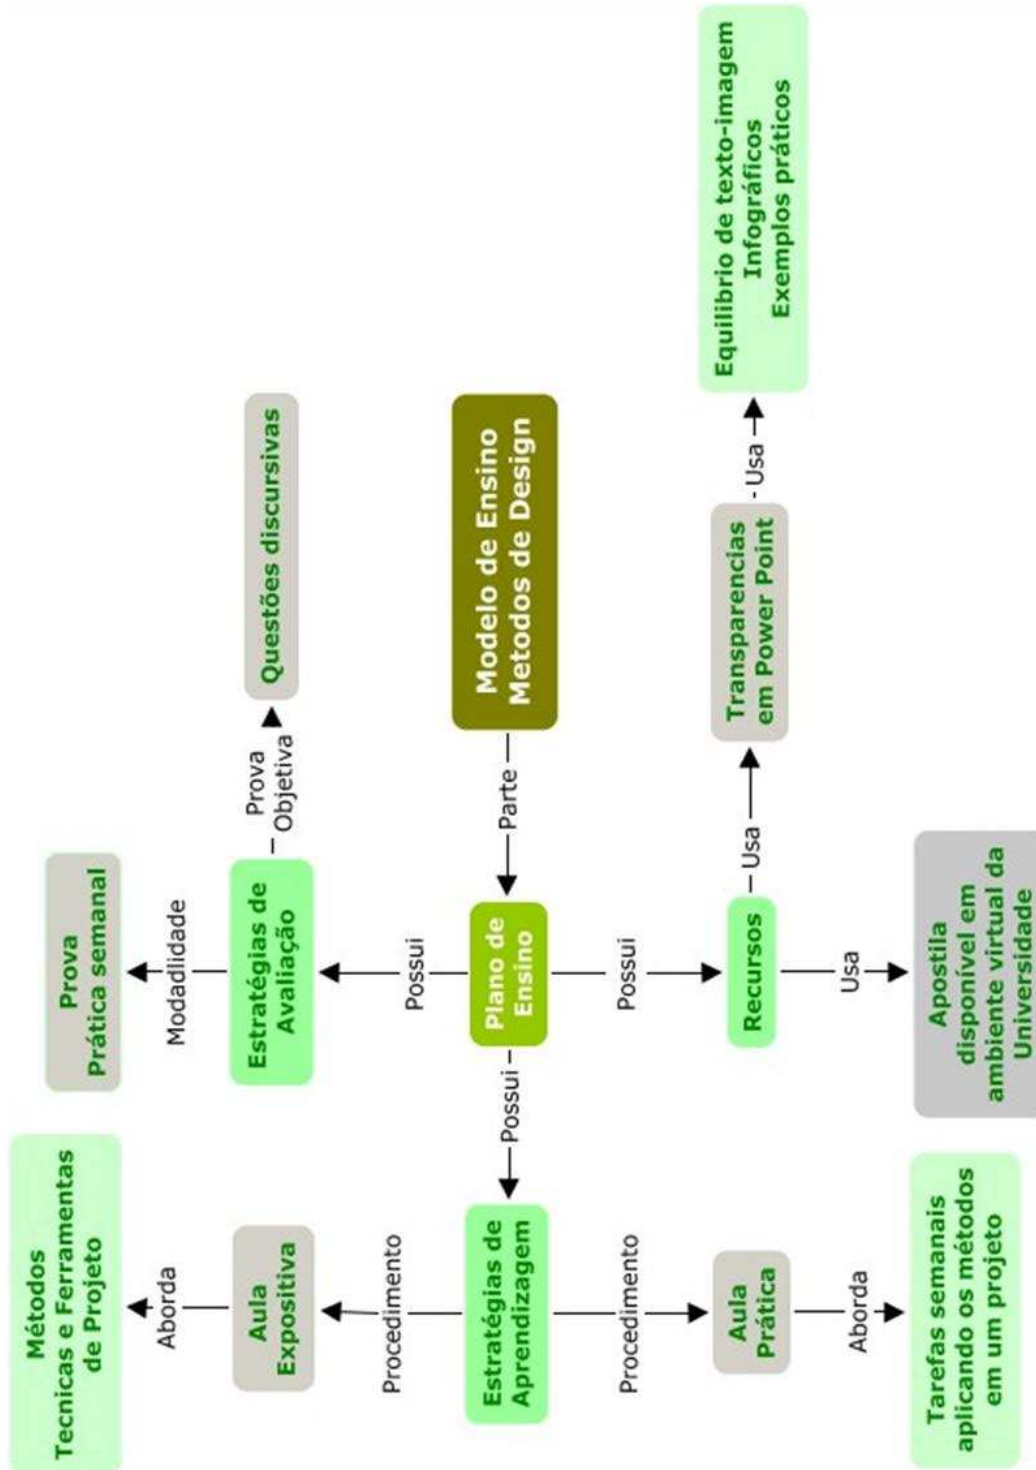 Métodos
Tecnicas e Ferramentas
de Projeto
Aborda
Aula
Expositiva
Procedimento
Estratégias de
Aprendizagem
Procedimento
Aula
Prática
Aborda
Tarefas semanais
aplicando os métodos
em um projeto
Prova
Prática semanal
Modadlidade
Estratégias de
Avaliação
Possui
Possui
Plano de
Ensino
Possui
Recursos
Usa
Apostila
disponível em
ambiente virtual da
Universidade
Prova
Objetiva
Parte
Usa
Questões discursivas
Modelo de Ensino
Metodos de Design
Transparencias
em Power Point
Usa
Equilibrio de texto-imagem
Infográficos
Exemplos práticos